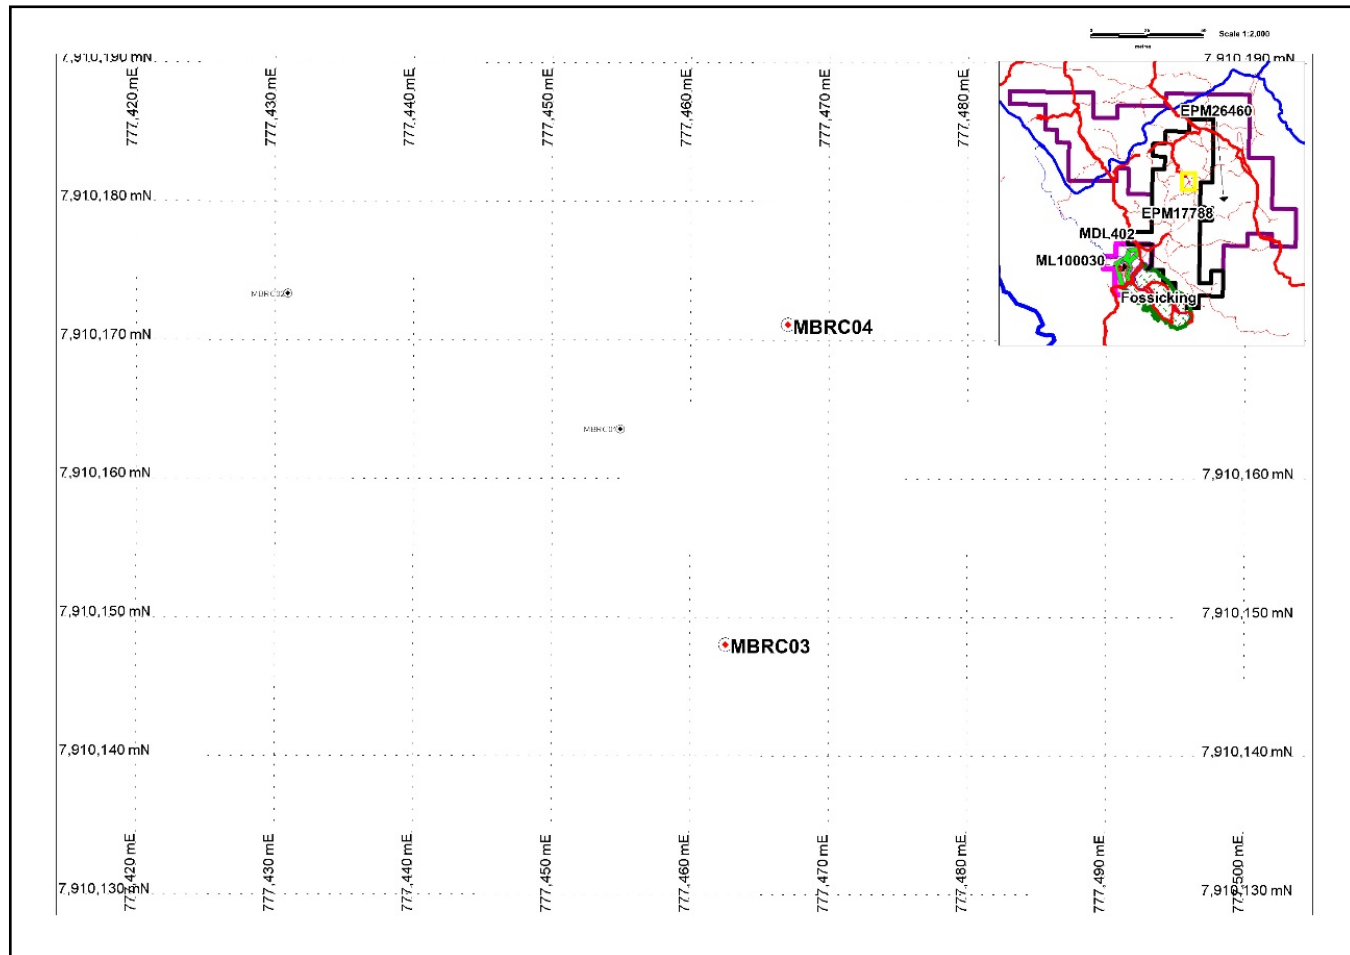 Scale 1:2,000
metres
7,910,190 mN
7,910,190 mN
777,420 mE
777,430 mE
777,440 mE
777,450 mE
777,460 mE
777,470 mE
777,480 mE
EPM26460
7,910,180 mN
EPM17788
MDL402
ML100030
Fossicking
MBRC02
MBRC04
7,910,170 mN
MBRC01
7,910,160 mN
7,910,160 mN
7,910,150 mN
7,910,150 mN
MBRC03
7,910,140 mN
7,910,140 mN
777,420 mE
777,430 mE
777,440 mE
777,450 mE
777,460 mE
777,470 mE
777,480 mE
777,490 mE
777,500 mE
7,910,130 mN
7,910,130 mN